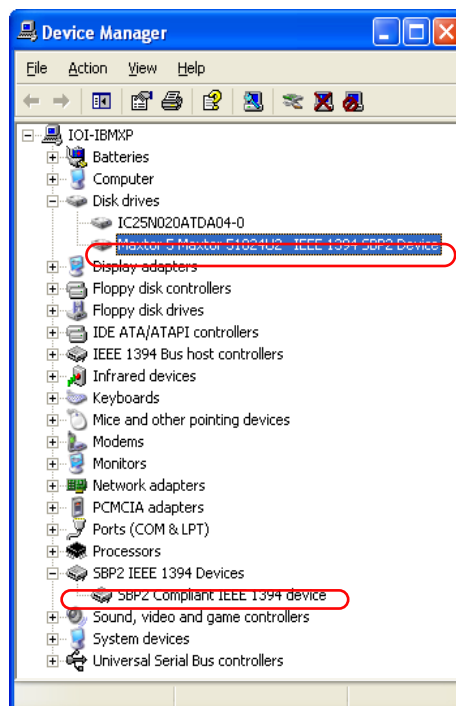 Device Manager
File Action View Help
IOI-IBMXP
Batteries
Computer
Disk drives
IC25N020ATDA04-0
Maxtor 5 Maxtor 51024U2 IEEE 1394 SBP2 Device
Display adapters
Floppy disk controllers
Floppy disk drives
IDE ATA/ATAPI controllers
IEEE 1394 Bus host controllers
Infrared devices
Keyboards
Mice and other pointing devices
Modems
Monitors
Network adapters
PCMCIA adapters
Ports (COM & LPT)
Processors
SBP2 IEEE 1394 Devices
SBP2 Compliant IEEE 1394 device
Sound, video and game controllers
System devices
Universal Serial Bus controllers